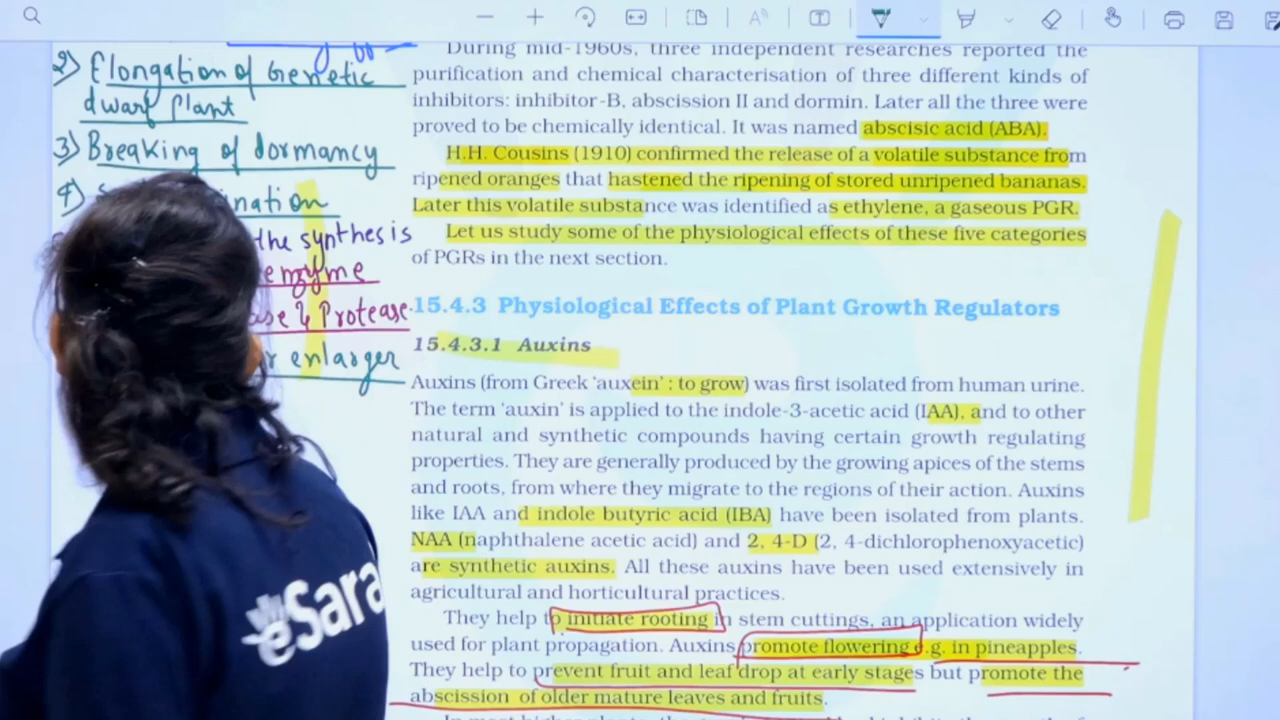 2) Elongation of Genetic
dwarf plant
3) Breaking of dormancy
4)
the synthesis
enzyme
& Protease
enlarger
During mid-1960s, three independent researches reported the
purification and chemical characterisation of three different kinds of
inhibitors: inhibitor-B, abscission II and dormin. Later all the three were
proved to be chemically identical. It was named abscisic acid (ABA).
H.H. Cousins (1910) confirmed the release of a volatile substance from
ripened oranges that hastened the ripening of stored unripened bananas.
Later this volatile substance was identified as ethylene, a gaseous PGR.
Let us study some of the physiological effects of these five categories
of PGRs in the next section.
15.4.3 Physiological Effects of Plant Growth Regulators
15.4.3.1 Auxins
Auxins (from Greek ‘auxein’ : to grow) was first isolated from human urine.
The term ‘auxin’ is applied to the indole-3-acetic acid (IAA), and to other
natural and synthetic compounds having certain growth regulating
properties. They are generally produced by the growing apices of the stems
and roots, from where they migrate to the regions of their action. Auxins
like IAA and indole butyric acid (IBA) have been isolated from plants.
NAA (naphthalene acetic acid) and 2, 4-D (2, 4-dichlorophenoxyacetic)
are synthetic auxins. All these auxins have been used extensively in
agricultural and horticultural practices.
They help to initiate rooting in stem cuttings, an application widely
used for plant propagation. Auxins promote flowering e.g. in pineapples.
They help to prevent fruit and leaf drop at early stages but promote the
abscission of older mature leaves and fruits.
eSara